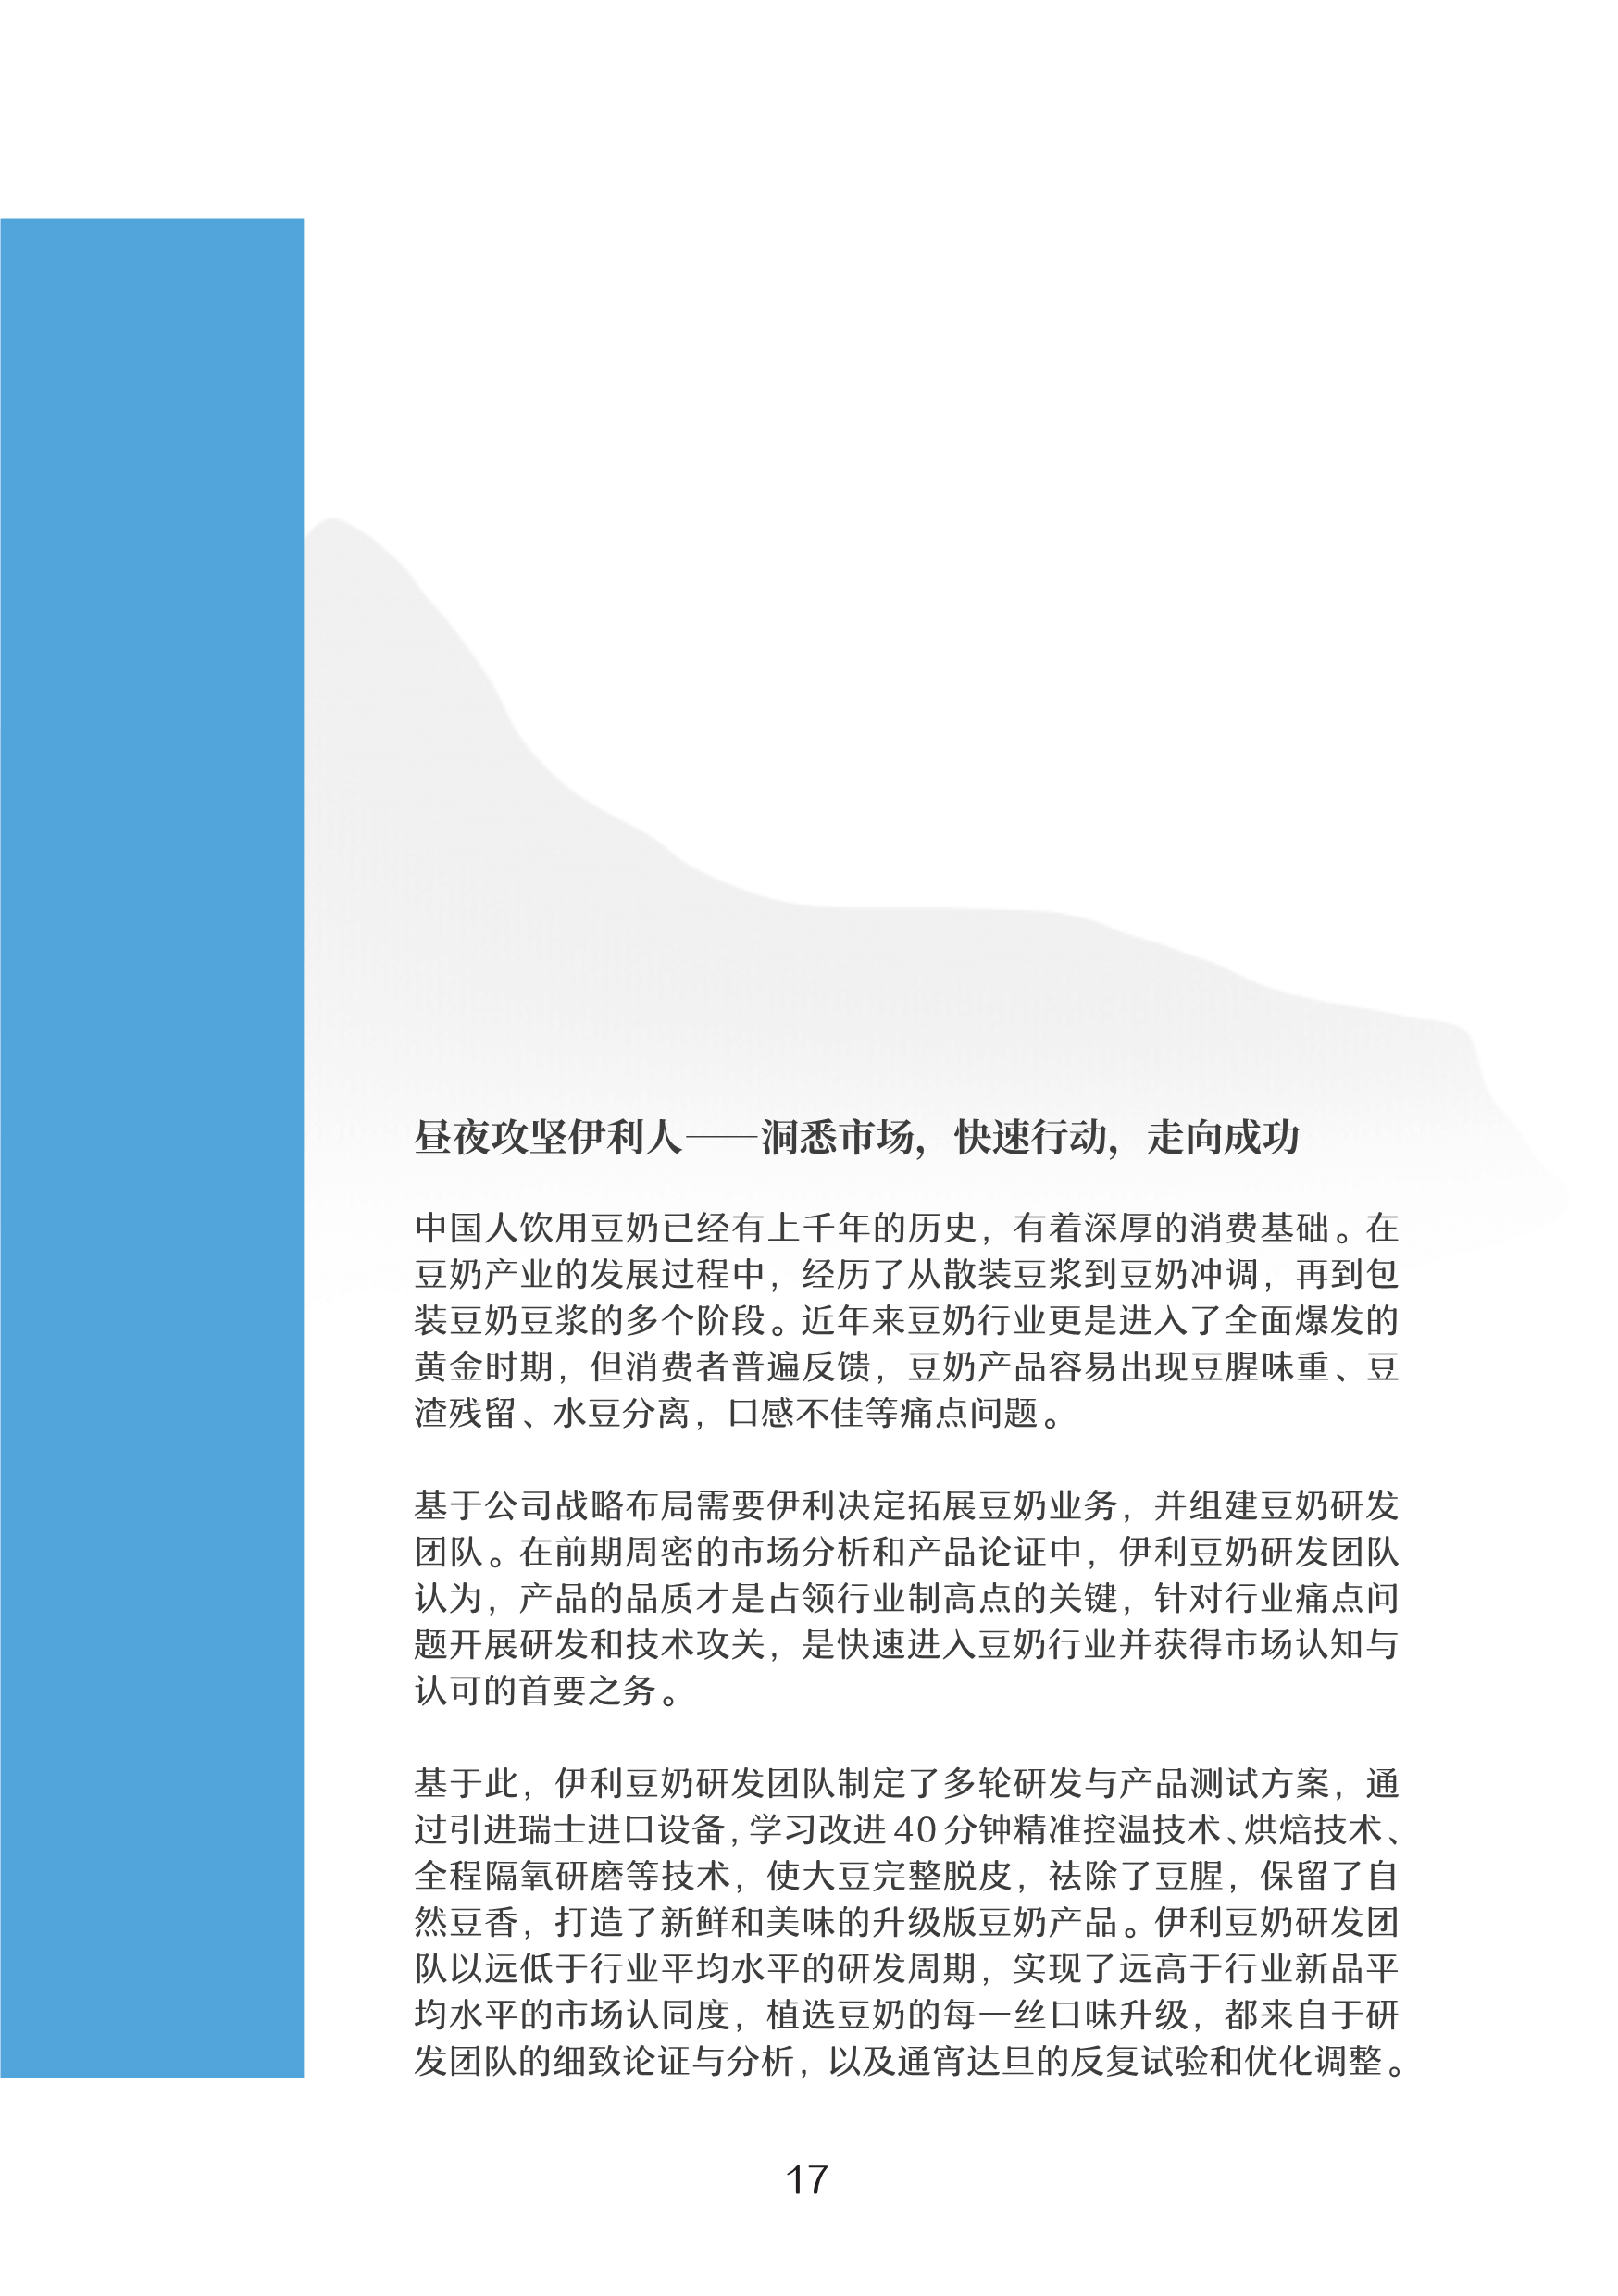 昼夜攻坚伊利人——洞悉市场，快速行动，走向成功
中国人饮用豆奶已经有上千年的历史，有着深厚的消费基础。在
豆奶产业的发展过程中，经历了从散装豆浆到豆奶冲调，再到包
装豆奶豆浆的多个阶段。近年来豆奶行业更是进入了全面爆发的
黄金时期，但消费者普遍反馈，豆奶产品容易出现豆腥味重、豆
渣残留、水豆分离，口感不佳等痛点问题。
基于公司战略布局需要伊利决定拓展豆奶业务，并组建豆奶研发
团队。在前期周密的市场分析和产品论证中，伊利豆奶研发团队
认为，产品的品质才是占领行业制高点的关键，针对行业痛点问
题开展研发和技术攻关，是快速进入豆奶行业并获得市场认知与
认可的首要之务。
基于此，伊利豆奶研发团队制定了多轮研发与产品测试方案，通
过引进瑞士进口设备，学习改进40分钟精准控温技术、烘焙技术、
全程隔氧研磨等技术，使大豆完整脱皮，祛除了豆腥，保留了自
然豆香，打造了新鲜和美味的升级版豆奶产品。伊利豆奶研发团
队以远低于行业平均水平的研发周期，实现了远高于行业新品平
均水平的市场认同度，植选豆奶的每一丝口味升级，都来自于研
发团队的细致论证与分析，以及通宵达旦的反复试验和优化调整。
17